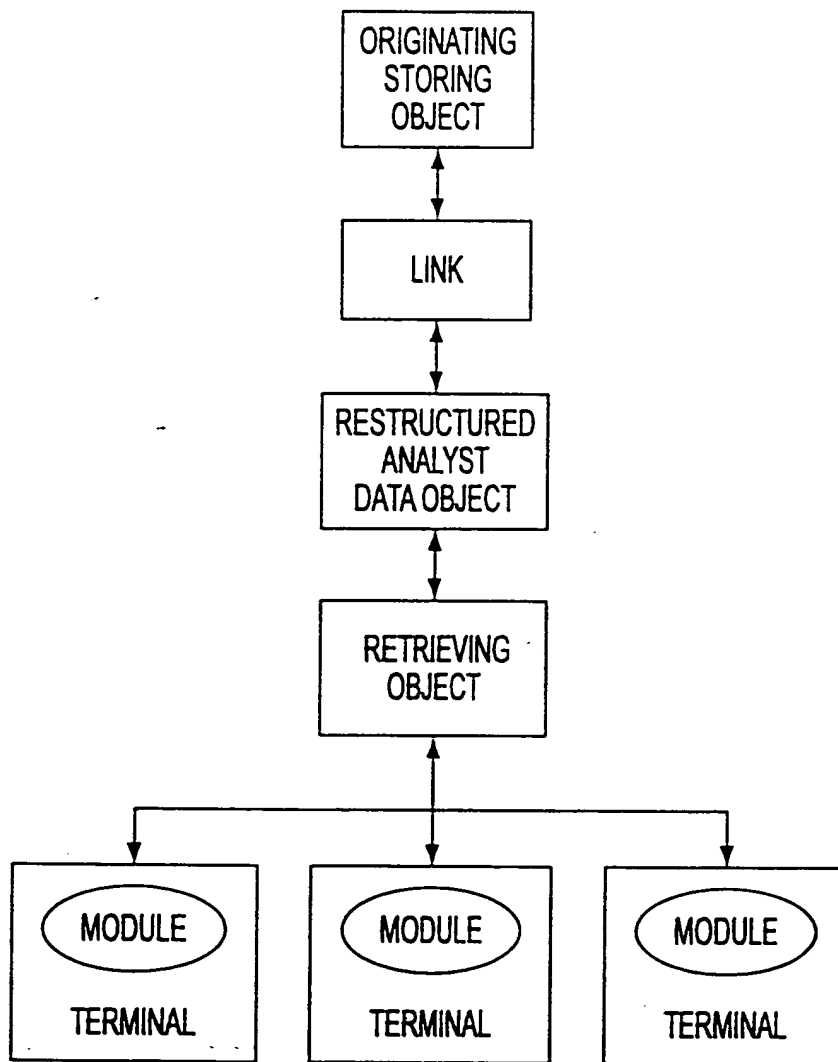 ORIGINATING
STORING
OBJECT
LINK
RESTRUCTURED
ANALYST
DATA OBJECT
RETRIEVING
OBJECT
MODULE
TERMINAL
MODULE
TERMINAL
MODULE
TERMINAL